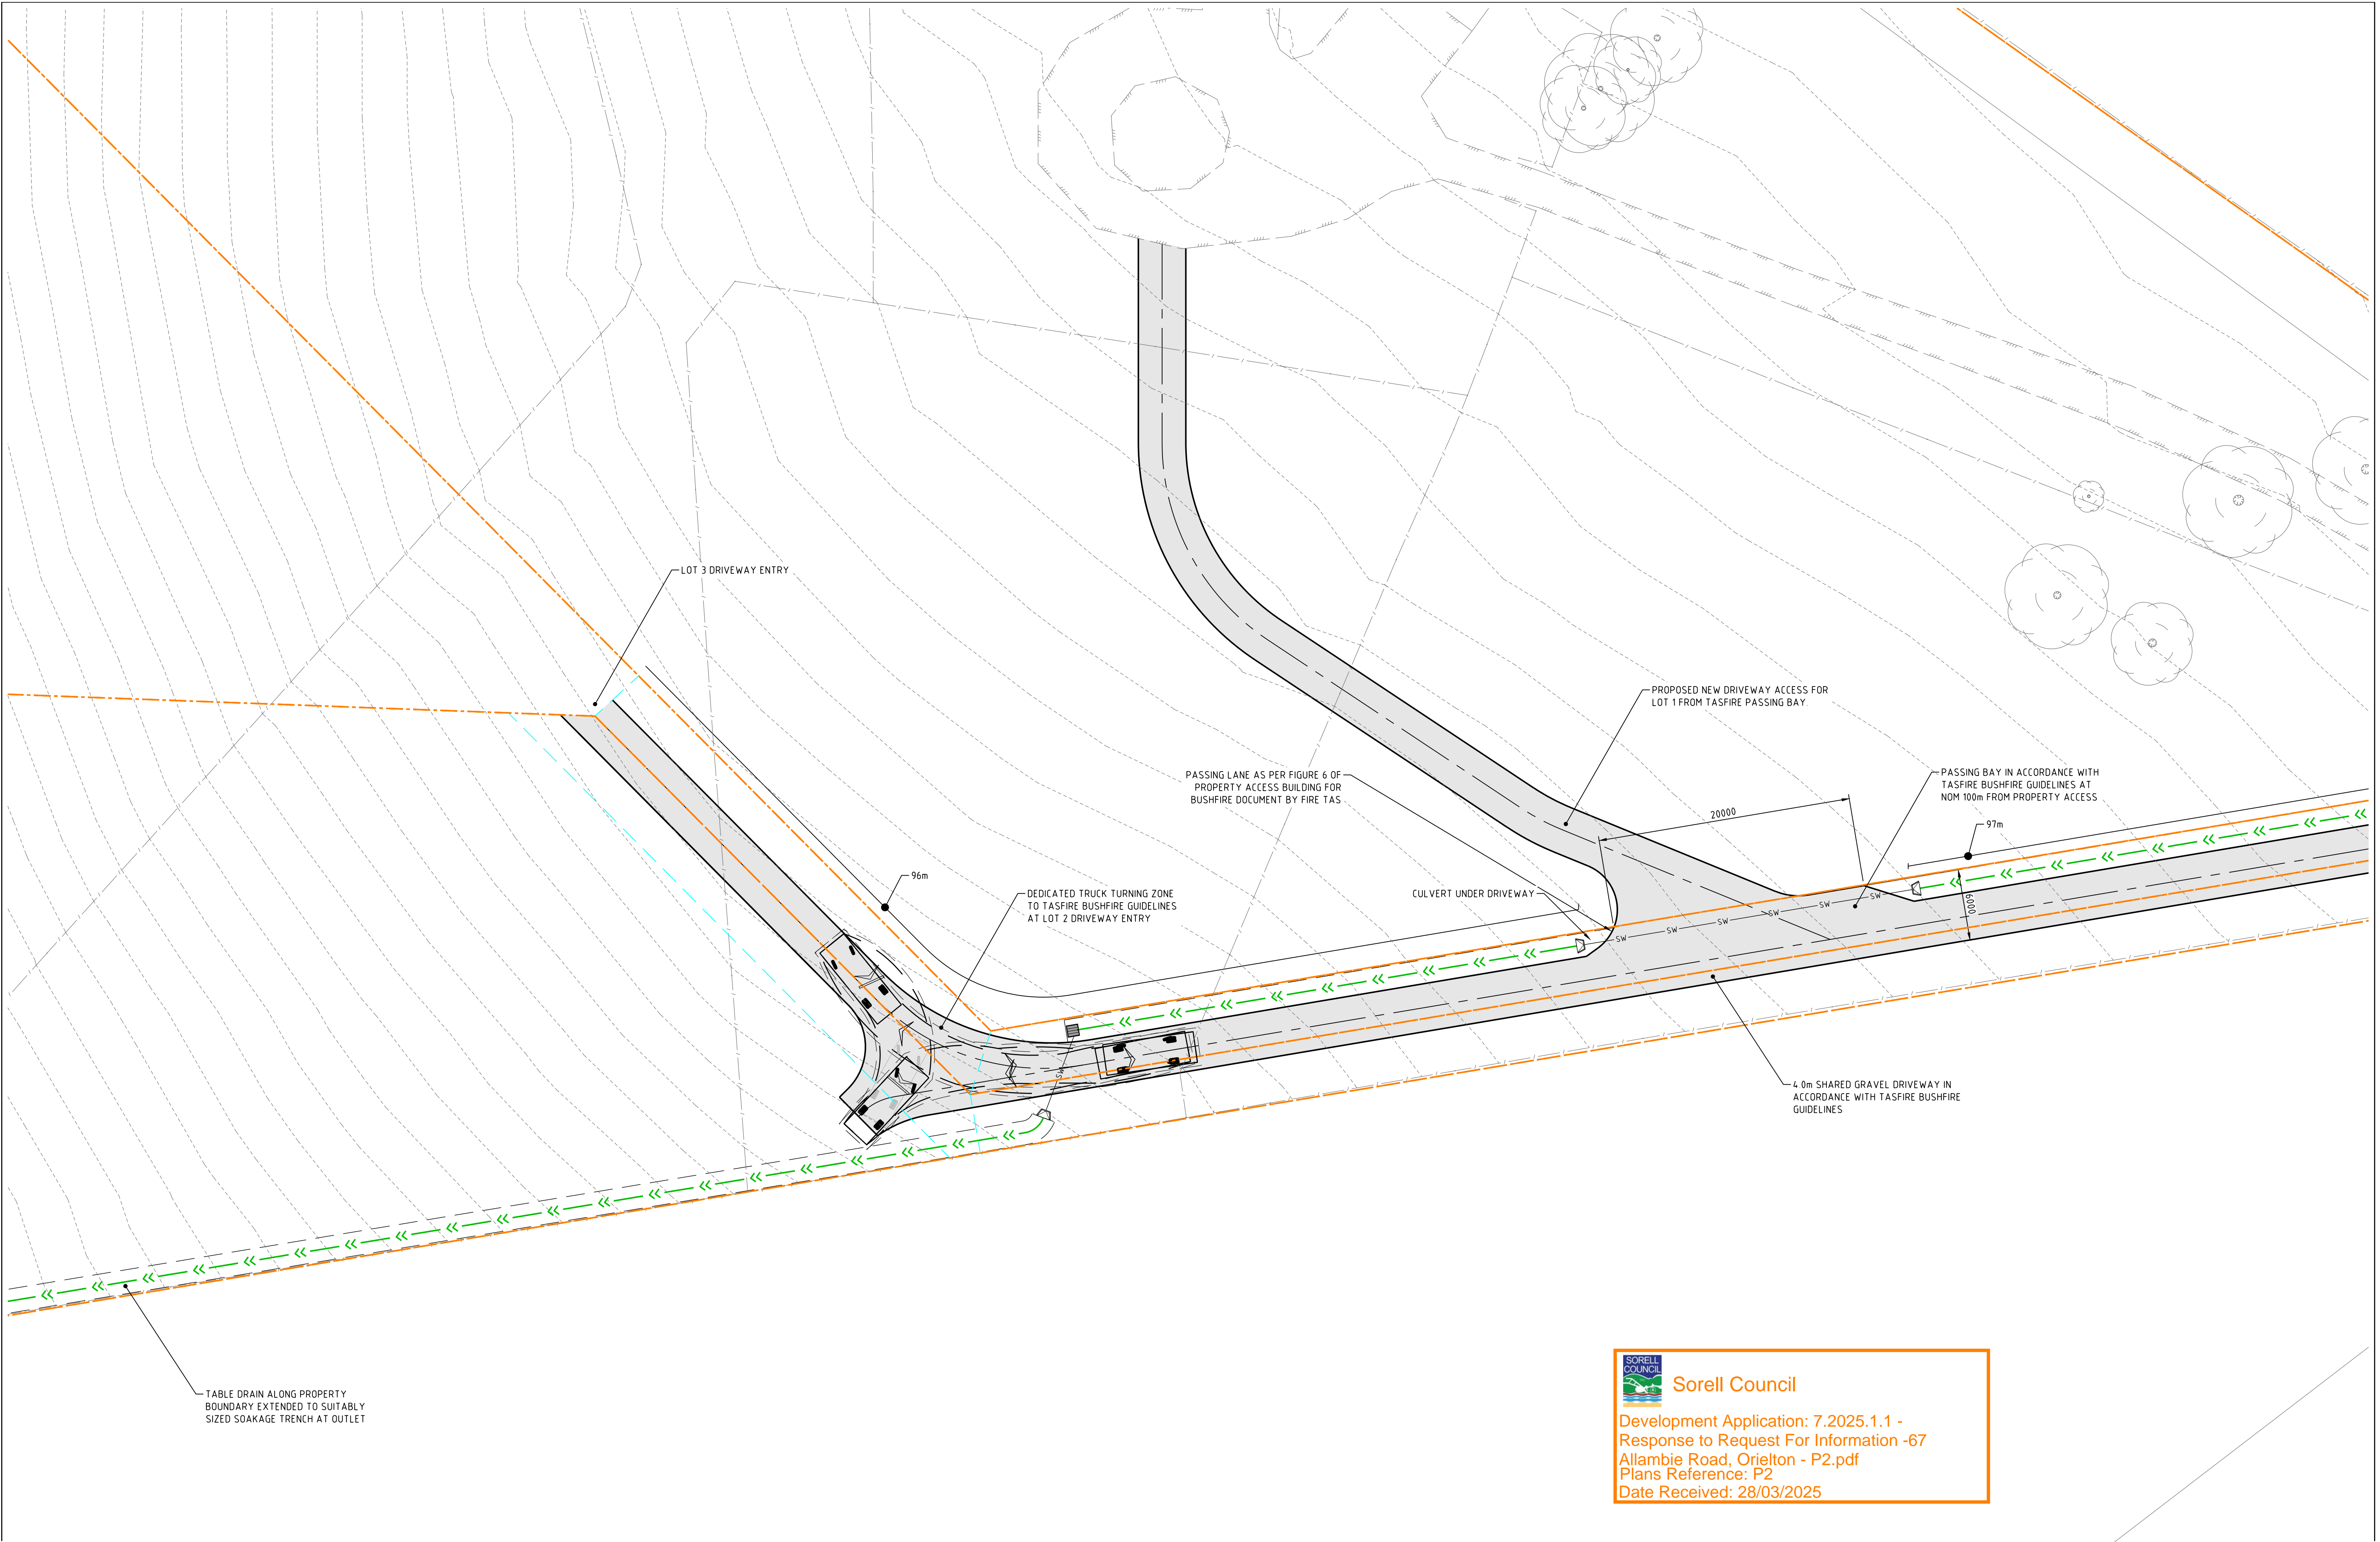 LOT 3 DRIVEWAY ENTRY
PROPOSED NEW DRIVEWAY ACCESS FOR
LOT 1 FROM TASFIRE PASSING BAY.
PASSING LANE AS PER FIGURE 6 OF
PROPERTY ACCESS BUILDING FOR
BUSHFIRE DOCUMENT BY FIRE TAS
PASSING BAY IN ACCORDANCE WITH
TASFIRE BUSHFIRE GUIDELINES AT
NOM 100m FROM PROPERTY ACCESS
20000
97m
96m
DEDICATED TRUCK TURNING ZONE
TO TASFIRE BUSHFIRE GUIDELINES
AT LOT 2 DRIVEWAY ENTRY
CULVERT UNDER DRIVEWAY
6000
SW
SW
SW
SW
SW
SW
SW
4.0m SHARED GRAVEL DRIVEWAY IN
ACCORDANCE WITH TASFIRE BUSHFIRE
GUIDELINES
TABLE DRAIN ALONG PROPERTY
BOUNDARY EXTENDED TO SUITABLY
SIZED SOAKAGE TRENCH AT OUTLET
SORELL
COUNCIL
Sorell Council
Development Application: 7.2025.1.1 -
Response to Request For Information -67
Allambie Road, Orielton - P2.pdf
Plans Reference: P2
Date Received: 28/03/2025